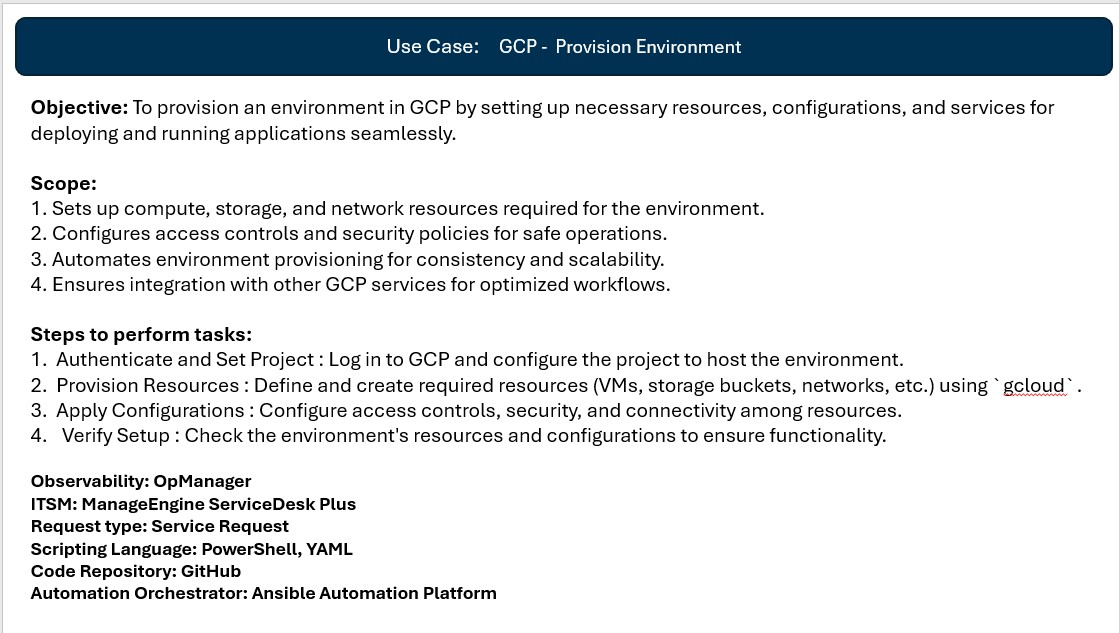 Use Case: GCP - Provision Environment
Objective: To provision an environment in GCP by setting up necessary resources, configurations, and services for
deploying and running applications seamlessly.
Scope:
1. Sets up compute, storage, and network resources required for the environment.
2. Configures access controls and security policies for safe operations.
3. Automates environment provisioning for consistency and scalability.
4. Ensures integration with other GCP services for optimized workflows.
Steps to perform tasks:
1. Authenticate and Set Project : Log in to GCP and configure the project to host the environment.
2. Provision Resources : Define and create required resources (VMs, storage buckets, networks, etc.) using `gcloud`.
3. Apply Configurations : Configure access controls, security, and connectivity among resources.
4. Verify Setup : Check the environment's resources and configurations to ensure functionality.
Observability: OpManager
ITSM: ManageEngine ServiceDesk Plus
Request type: Service Request
Scripting Language: PowerShell, YAML
Code Repository: GitHub
Automation Orchestrator: Ansible Automation Platform